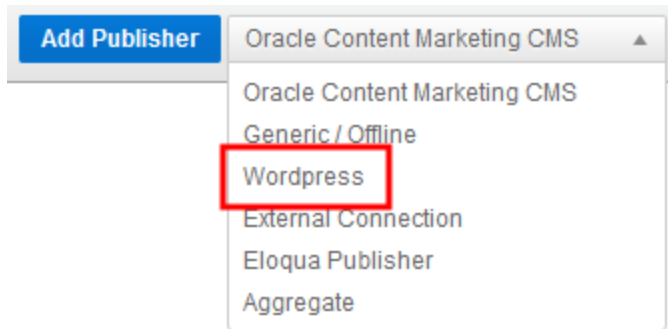 Add Publisher Oracle Content Marketing CMS
Oracle Content Marketing CMS
Generic / Offline
Wordpress
External Connection
Eloqua Publisher
Aggregate